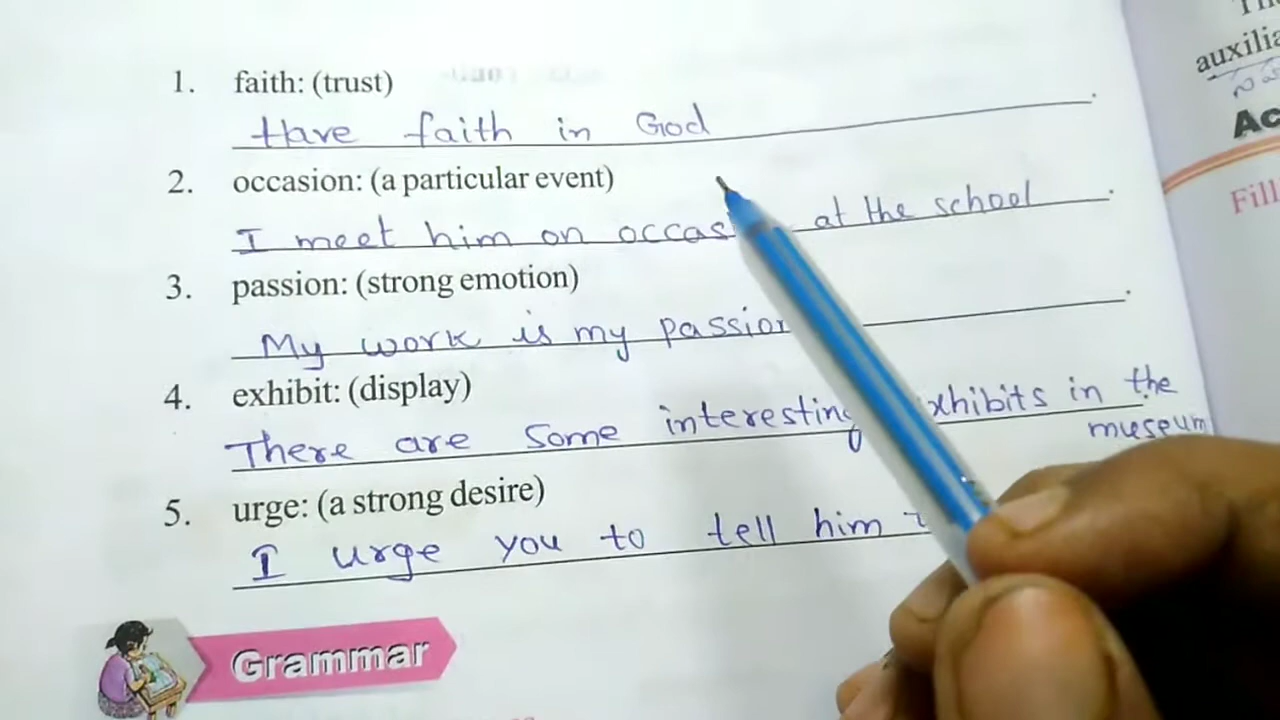 1. faith: (trust)
Have faith in God
2. occasion: (a particular event)
I meet him on at the school
3. passion: (strong emotion)
My work is my passion
4. exhibit: (display)
There are some interesting exhibits in the
museum
5. urge: (a strong desire)
I urge you to tell him
Grammar
auxilia
Ac
Fill